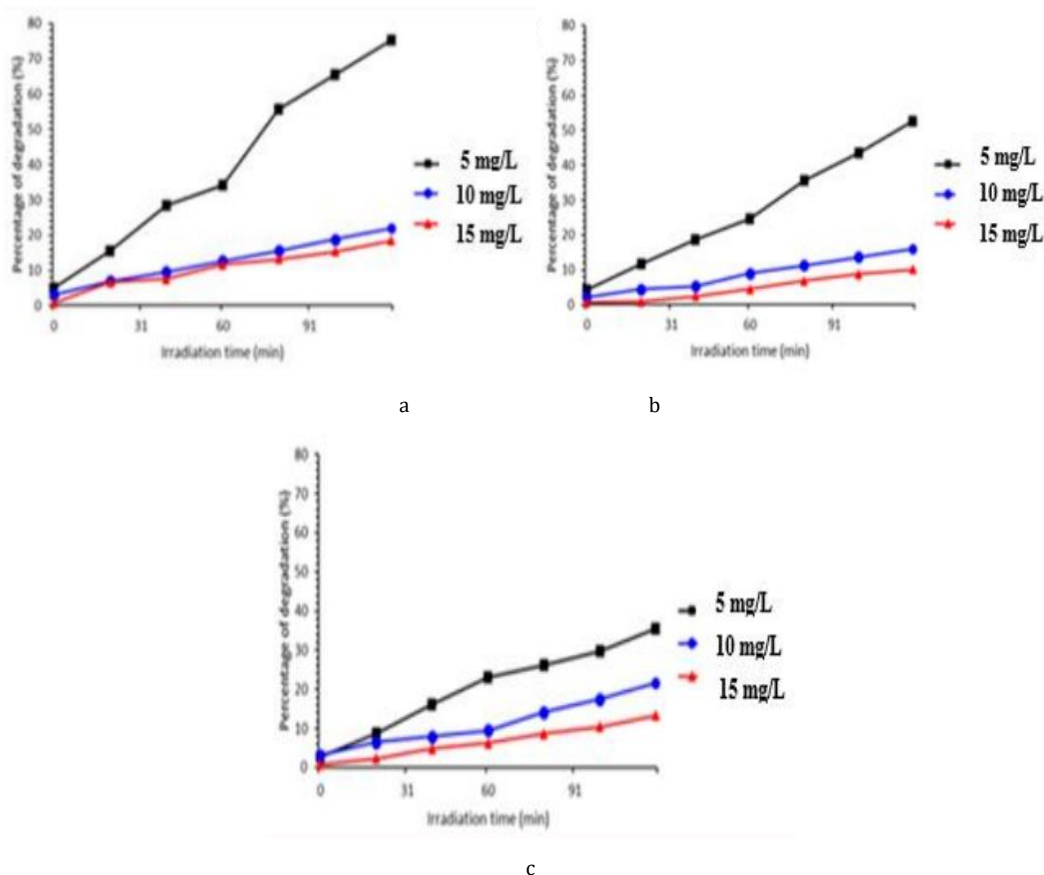 80
70
60
50
40
30
20
10
0
Percentage of degradation (%)
0 31 60 91
Irradiation time (min)
5 mg/L
10 mg/L
15 mg/L
80
70
60
50
40
30
20
10
0
Percentage of degradation (%)
0 31 60 91
Irradiation time (min)
5 mg/L
10 mg/L
15 mg/L
a b
80
70
60
50
40
30
20
10
0
Percentage of degradation (%)
0 31 60 91
Irradiation time (min)
5 mg/L
10 mg/L
15 mg/L
c